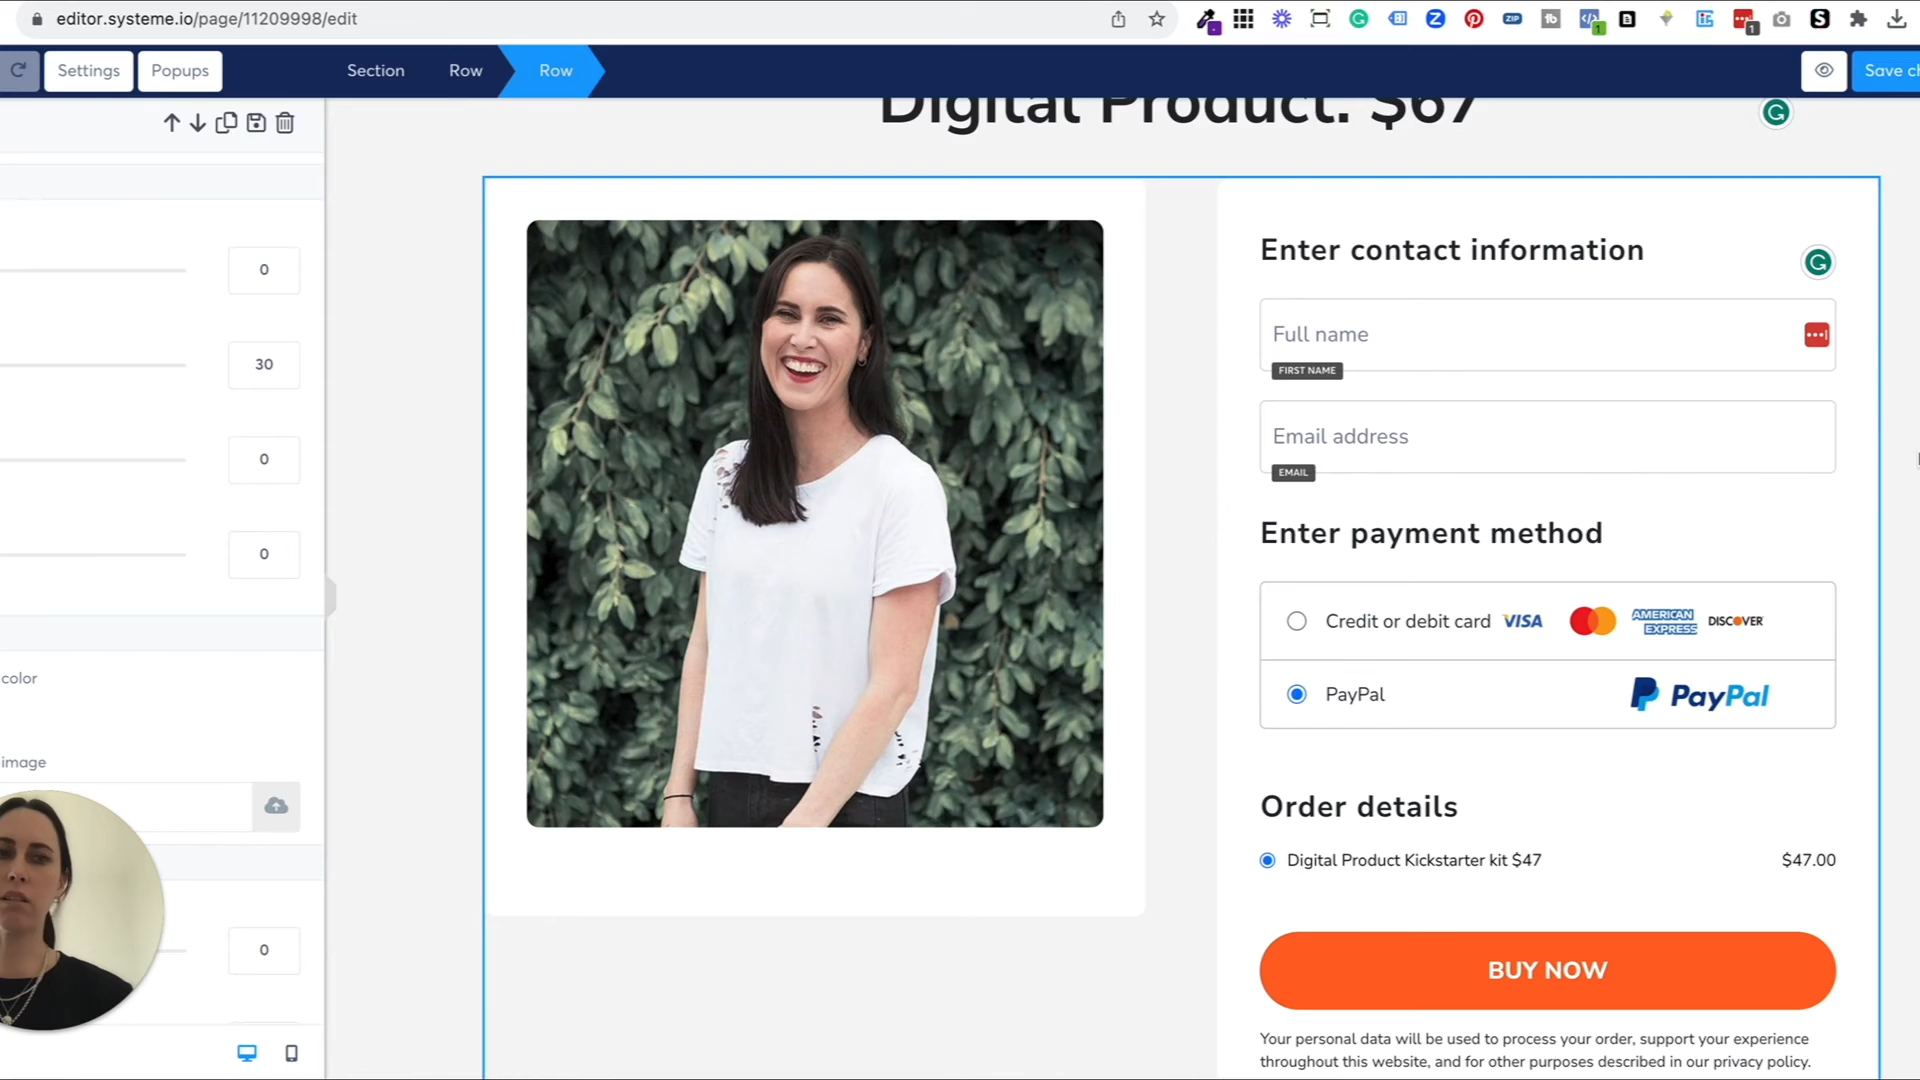 editor.systeme.io/page/11209998/edit
Settings
Popups
Section
Row
Row
Save ch
Digital Product. $67
0
30
0
0
color
image
0
Enter contact information
Full name
FIRST NAME
Email address
EMAIL
Enter payment method
Credit or debit card VISA AMERICAN EXPRESS DISCOVER
PayPal PayPal
Order details
Digital Product Kickstarter kit $47 $47.00
BUY NOW
Your personal data will be used to process your order, support your experience
throughout this website, and for other purposes described in our privacy policy.